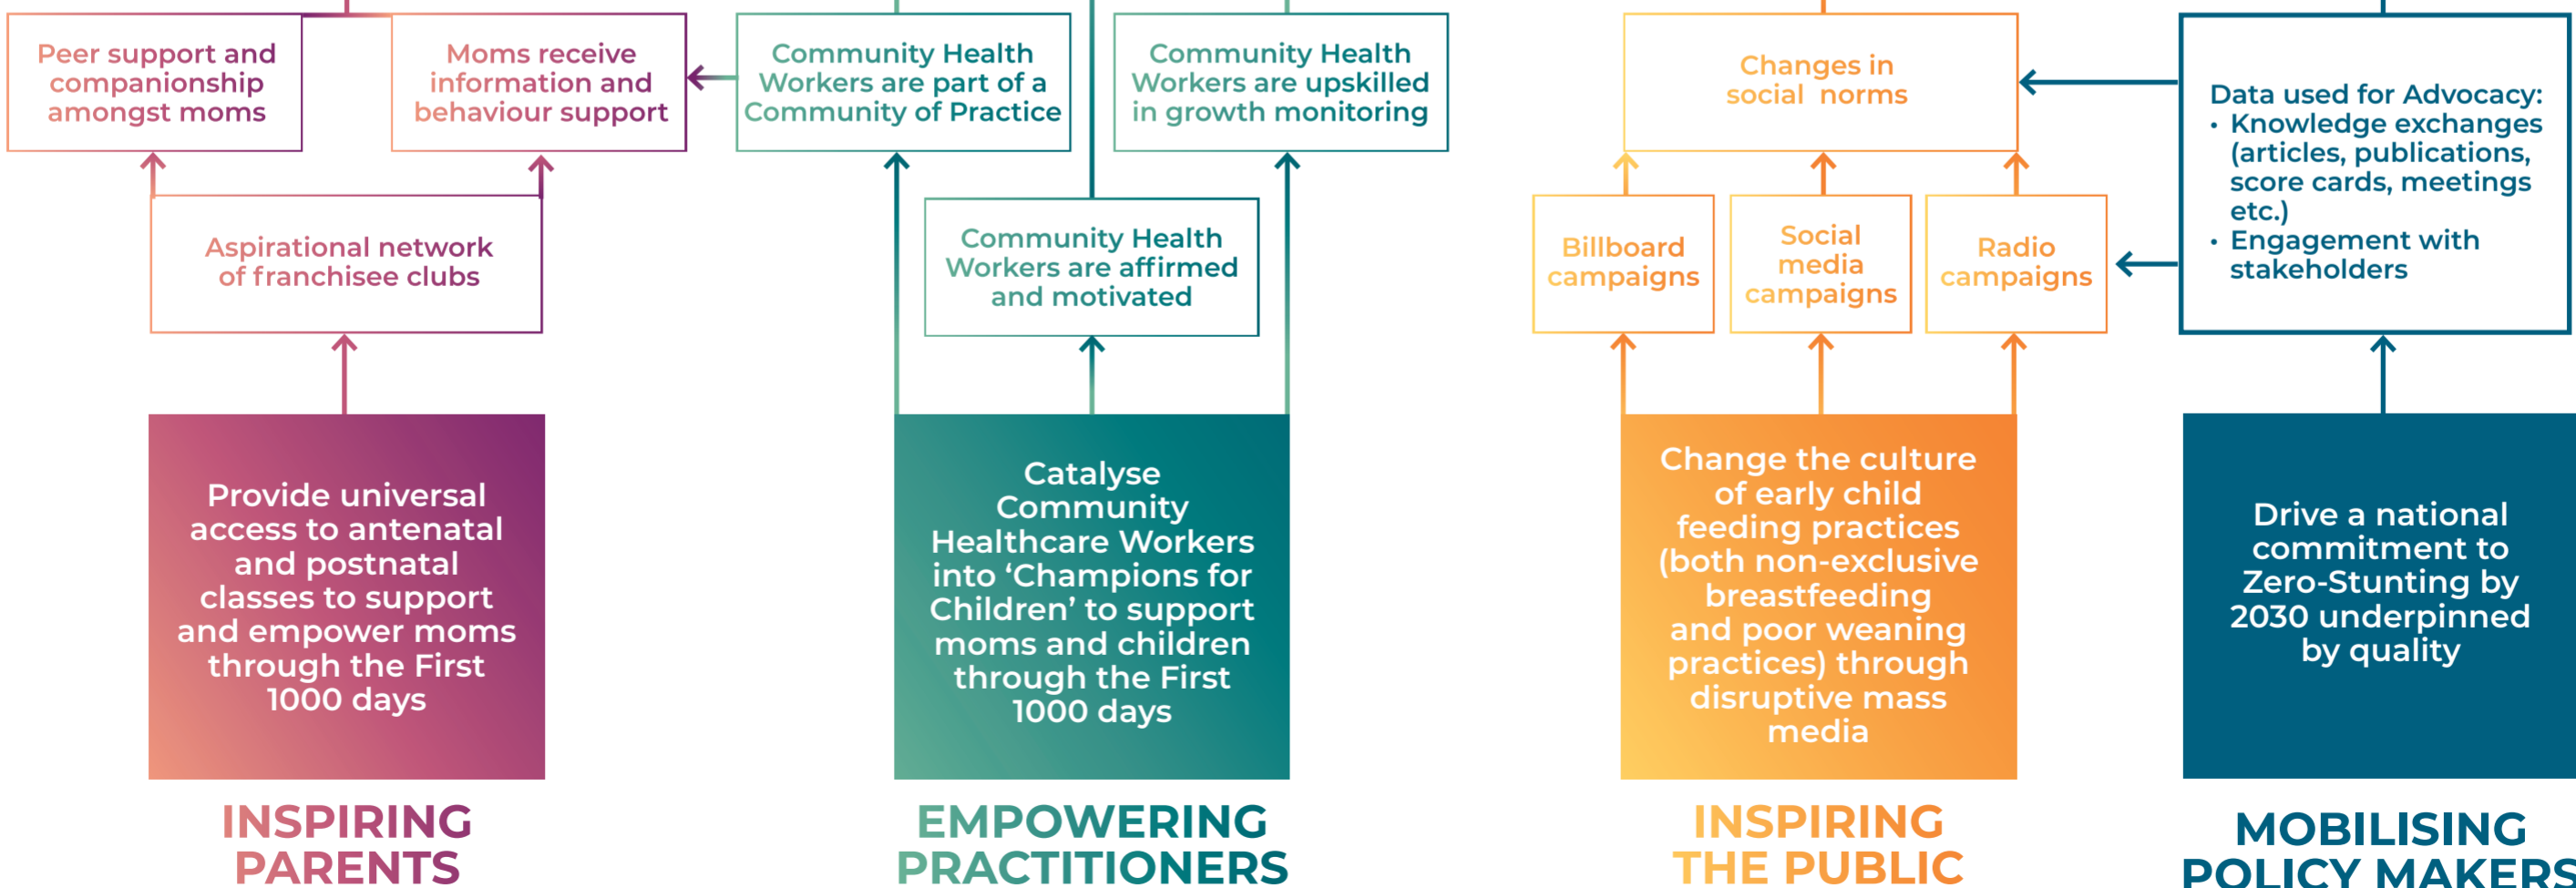 Peer support and
companionship
amongst moms
Moms receive
information and
behaviour support
Community Health
Workers are part of a
Community of Practice
Community Health
Workers are upskilled
in growth monitoring
Changes in
social norms
Data used for Advocacy:
• Knowledge exchanges
(articles, publications,
score cards, meetings
etc.)
• Engagement with
stakeholders
Aspirational network
of franchisee clubs
Community Health
Workers are affirmed
and motivated
Billboard
campaigns
Social
media
campaigns
Radio
campaigns
Provide universal
access to antenatal
and postnatal
classes to support
and empower moms
through the First
1000 days
Catalyse
Community
Healthcare Workers
into ‘Champions for
Children’ to support
moms and children
through the First
1000 days
Change the culture
of early child
feeding practices
(both non-exclusive
breastfeeding
and poor weaning
practices) through
disruptive mass
media
Drive a national
commitment to
Zero-Stunting by
2030 underpinned
by quality
INSPIRING
PARENTS
EMPOWERING
PRACTITIONERS
INSPIRING
THE PUBLIC
MOBILISING
POLICY MAKERS